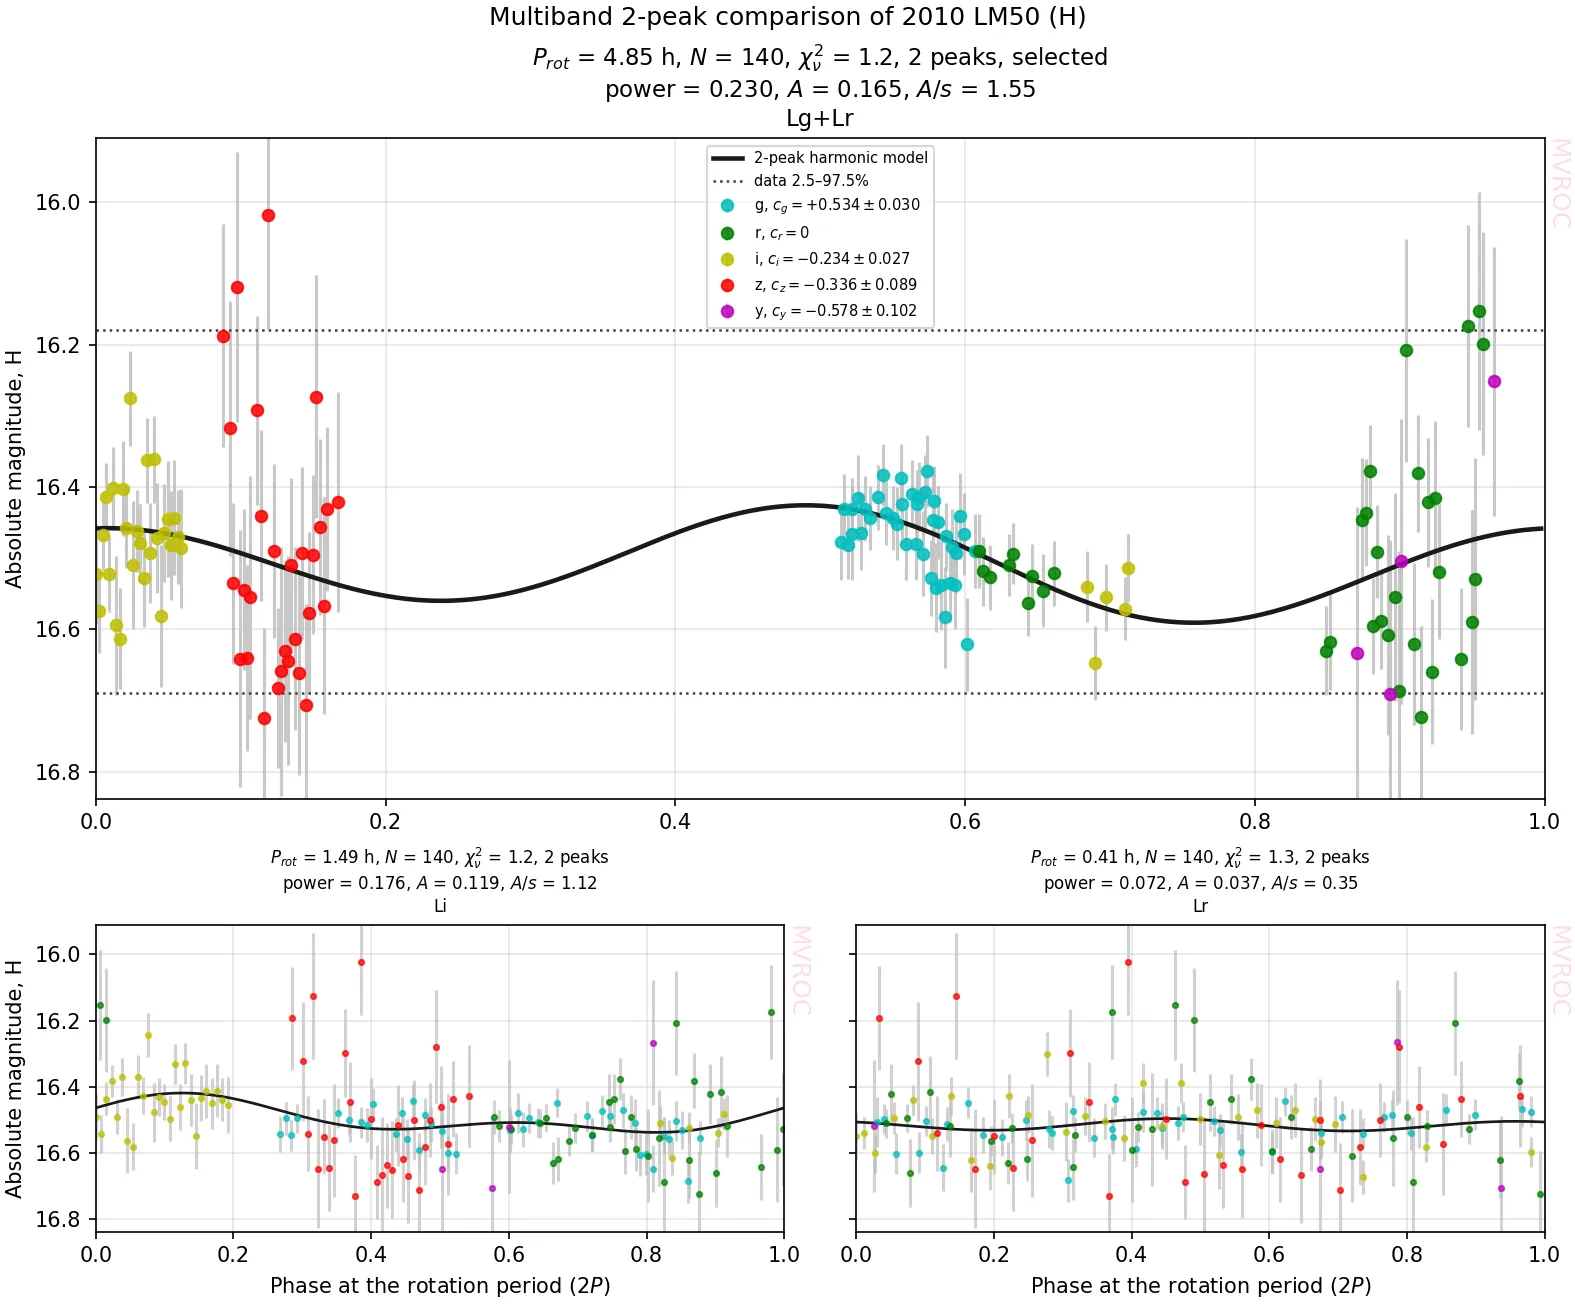 Multiband 2-peak comparison of 2010 LM50 (H)
P_rot = 4.85 h, N = 140, χ²_ν = 1.2, 2 peaks, selected
power = 0.230, A = 0.165, A/s = 1.55
Lg+Lr
2-peak harmonic model
data 2.5–97.5%
g, c_g = +0.534 ± 0.030
r, c_r = 0
i, c_i = −0.234 ± 0.027
z, c_z = −0.336 ± 0.089
y, c_y = −0.578 ± 0.102
MVROC
Absolute magnitude, H
16.0
16.2
16.4
16.6
16.8
0.0 0.2 0.4 0.6 0.8 1.0
P_rot = 1.49 h, N = 140, χ²_ν = 1.2, 2 peaks
power = 0.176, A = 0.119, A/s = 1.12
Li
MVROC
Absolute magnitude, H
16.0
16.2
16.4
16.6
16.8
0.0 0.2 0.4 0.6 0.8 1.0
Phase at the rotation period (2P)
P_rot = 0.41 h, N = 140, χ²_ν = 1.3, 2 peaks
power = 0.072, A = 0.037, A/s = 0.35
Lr
MVROC
0.0 0.2 0.4 0.6 0.8 1.0
Phase at the rotation period (2P)